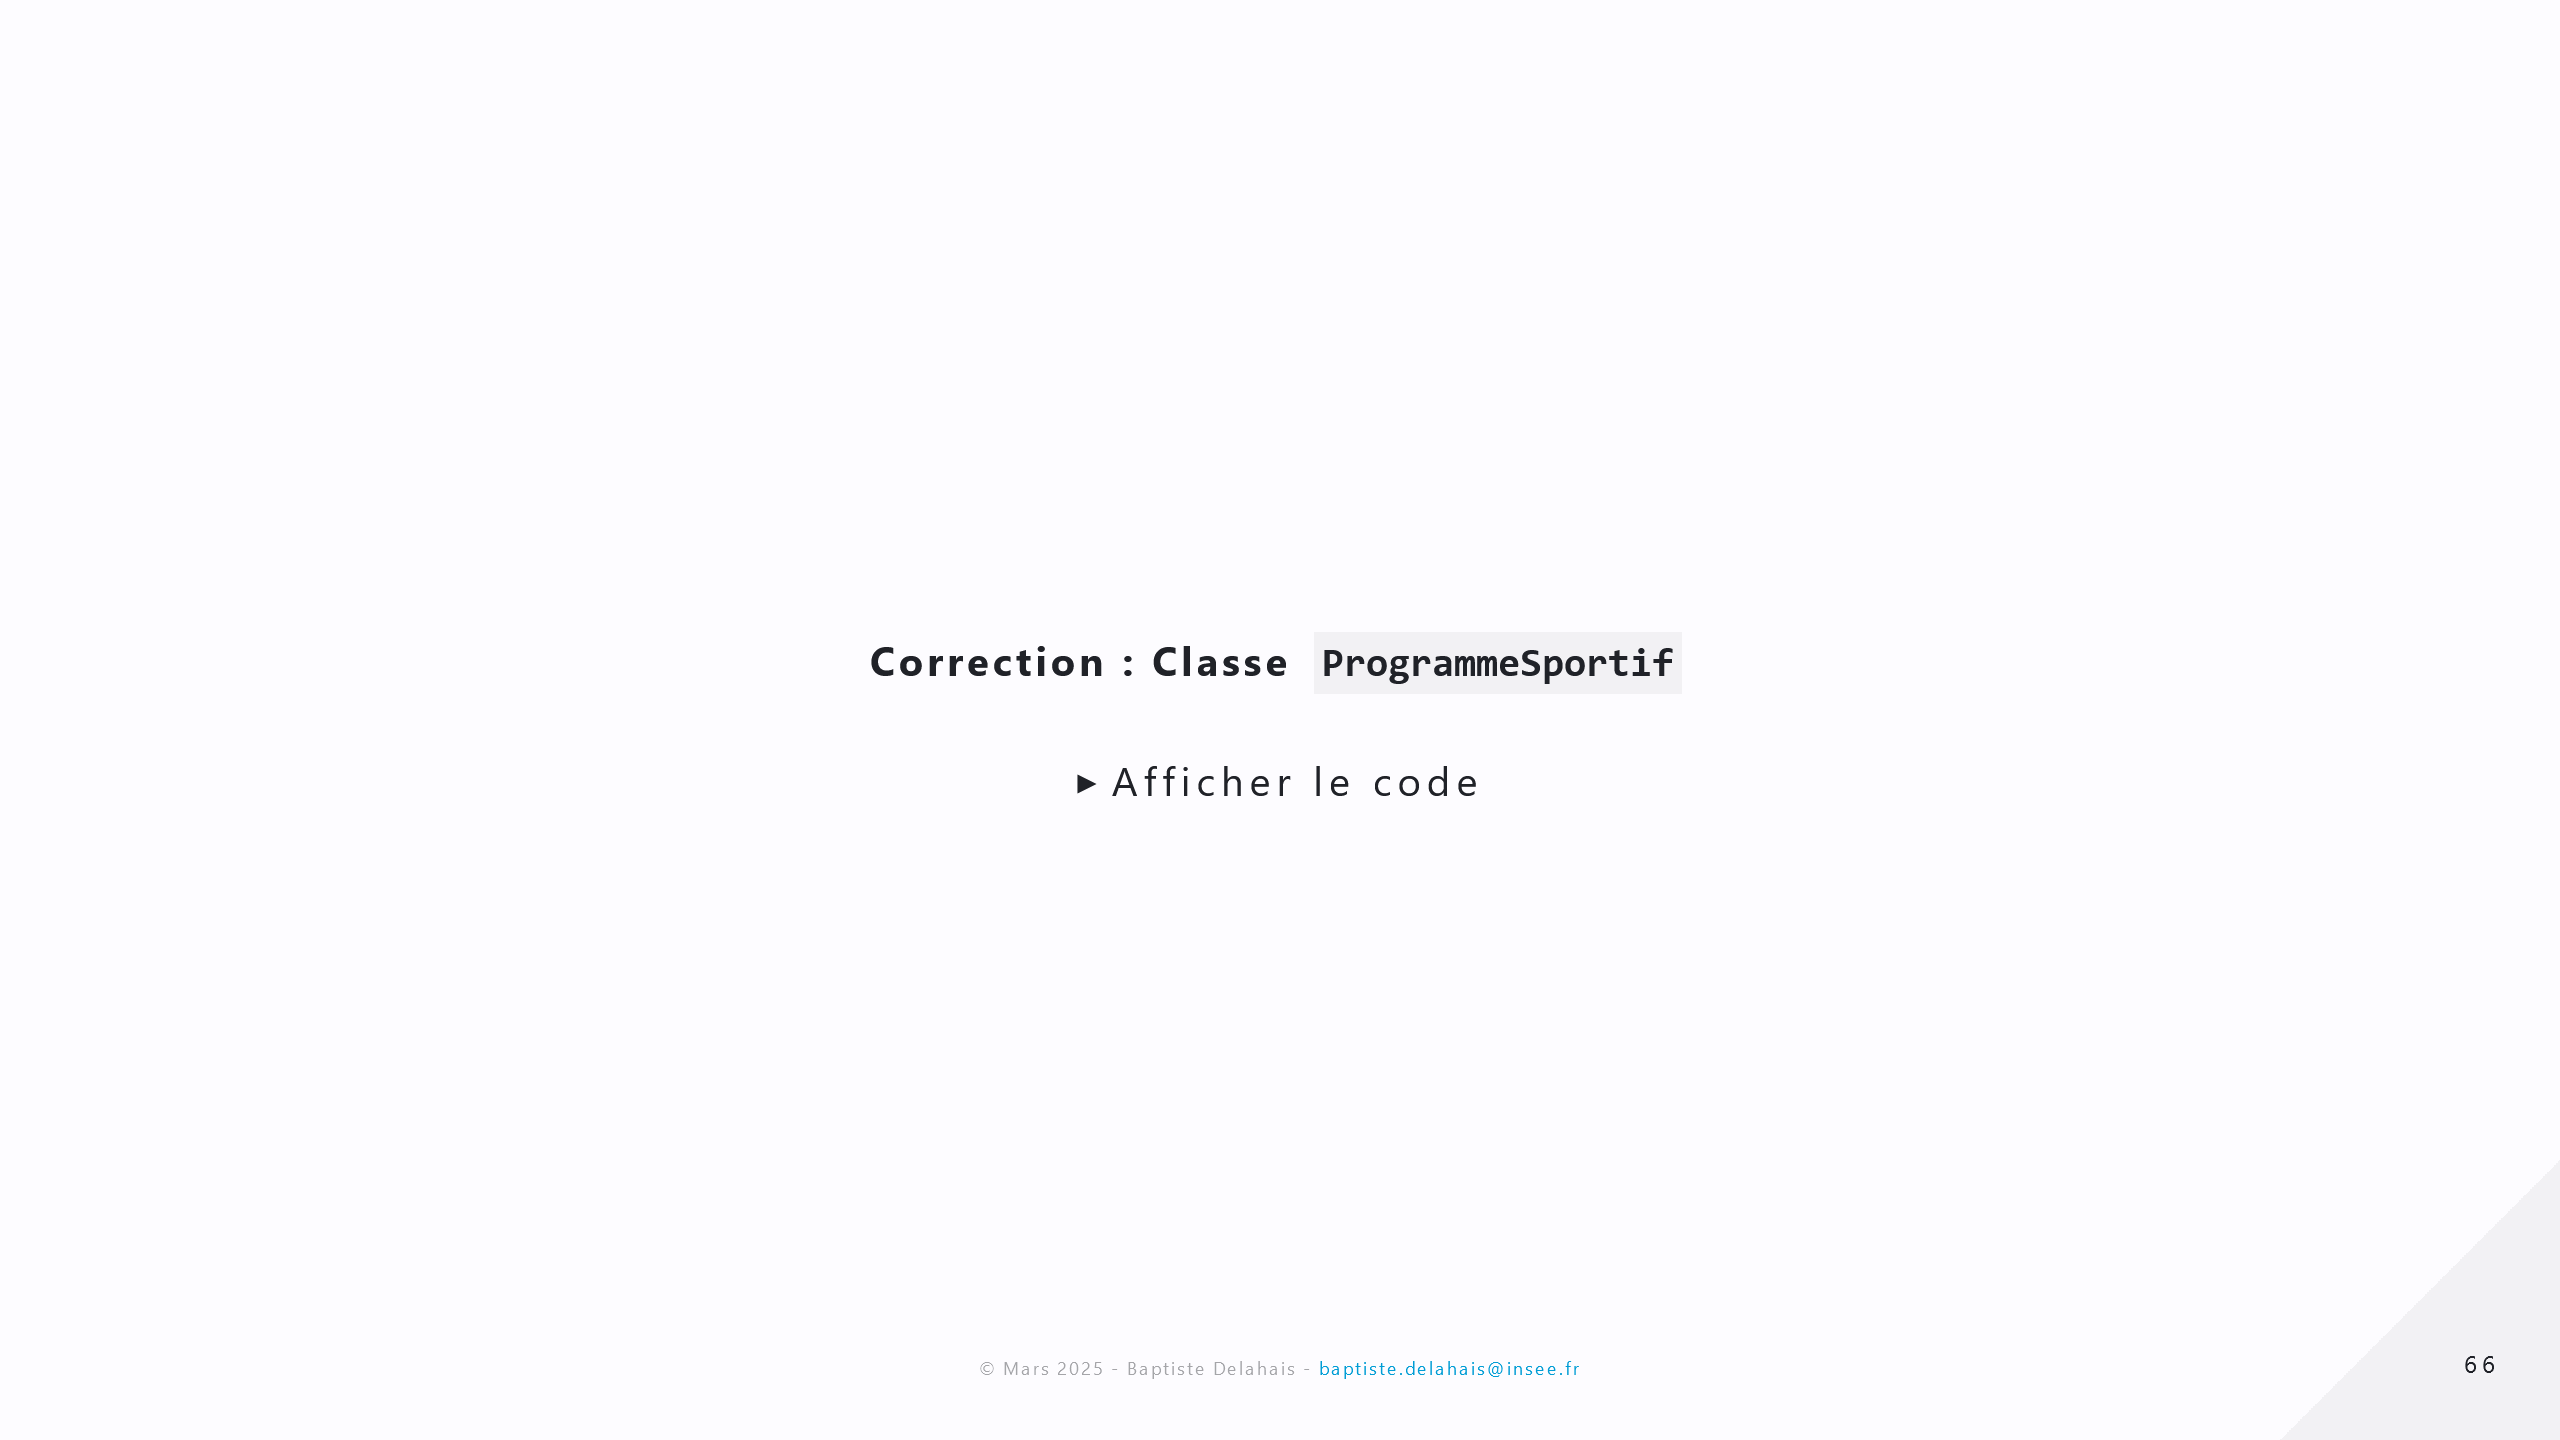 Correction : Classe ProgrammeSportif
▶ Afficher le code
© Mars 2025 - Baptiste Delahais - baptiste.delahais@insee.fr
66